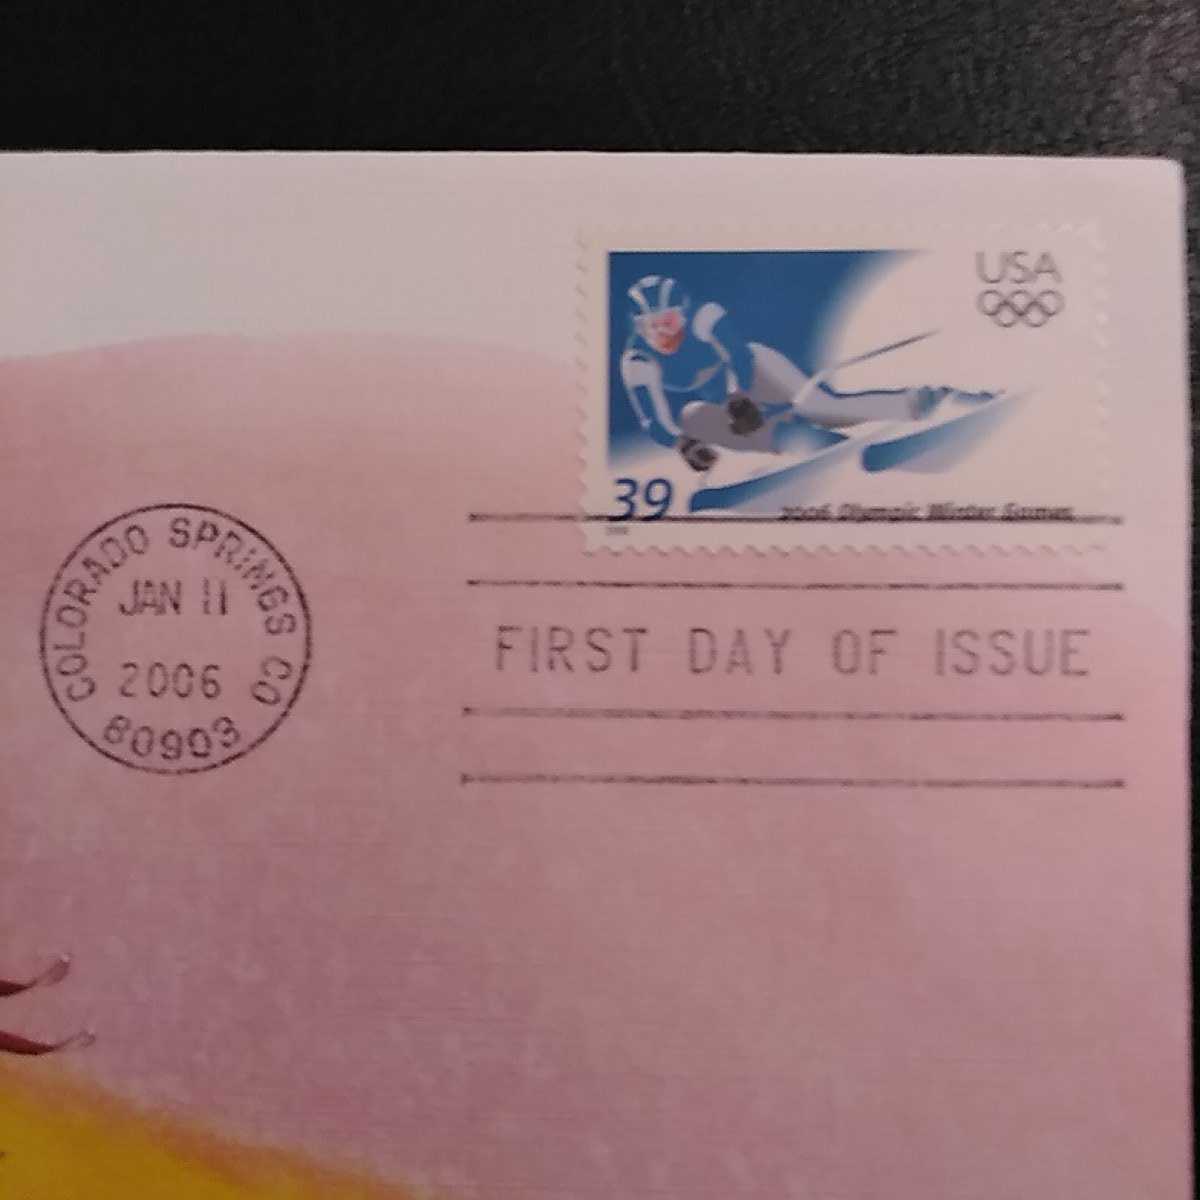 USA
39
2006 Olympic Winter Games
COLORADO SPRINGS CO
JAN 11
2006
80903
FIRST DAY OF ISSUE